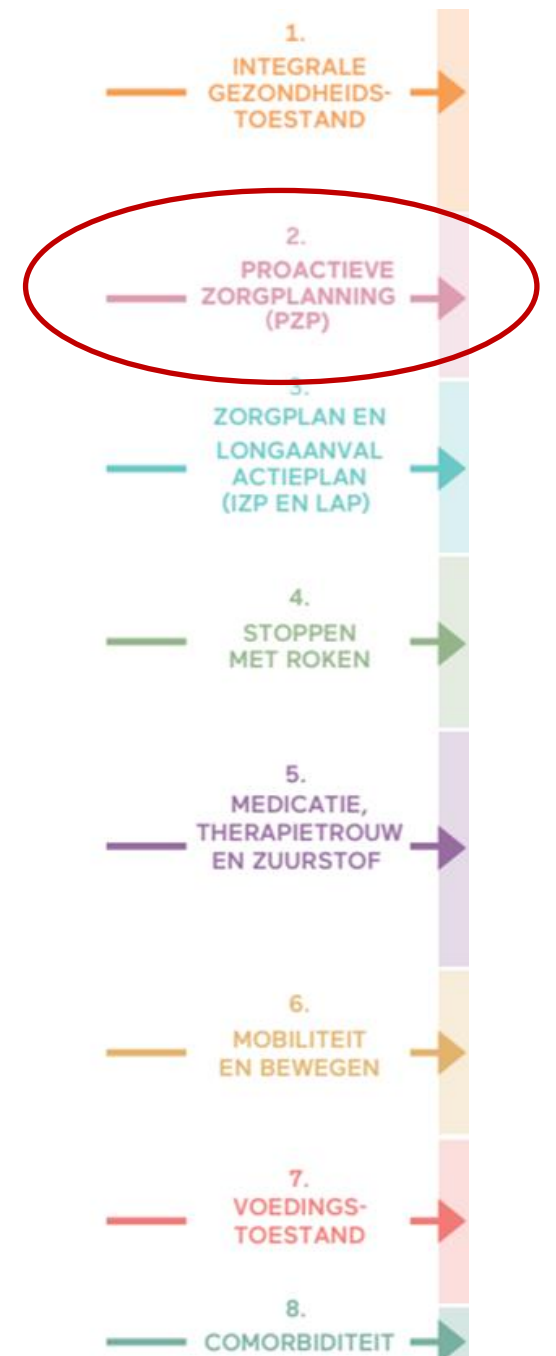 1.
INTEGRALE
GEZONDHEIDS-
TOESTAND
2.
PROACTIEVE
ZORGPLANNING
(PZP)
3.
ZORGPLAN EN
LONGAANVAL
ACTIEPLAN
(IZP EN LAP)
4.
STOPPEN
MET ROKEN
5.
MEDICATIE,
THERAPIETROUW
EN ZUURSTOF
6.
MOBILITEIT
EN BEWEGEN
7.
VOEDINGS-
TOESTAND
8.
COMORBIDITEIT